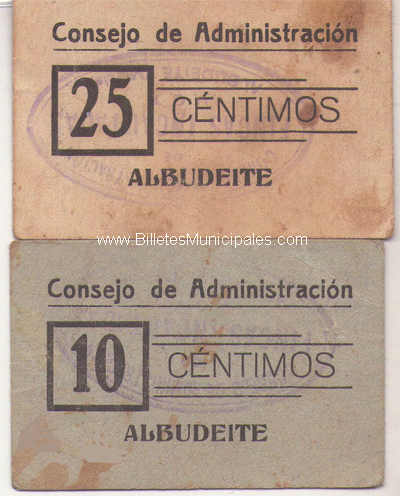 Consejo de Administración
25 CÉNTIMOS
ALBUDEITE
www.BilletesMunicipales.com
Consejo de Administración
10 CÉNTIMOS
ALBUDEITE